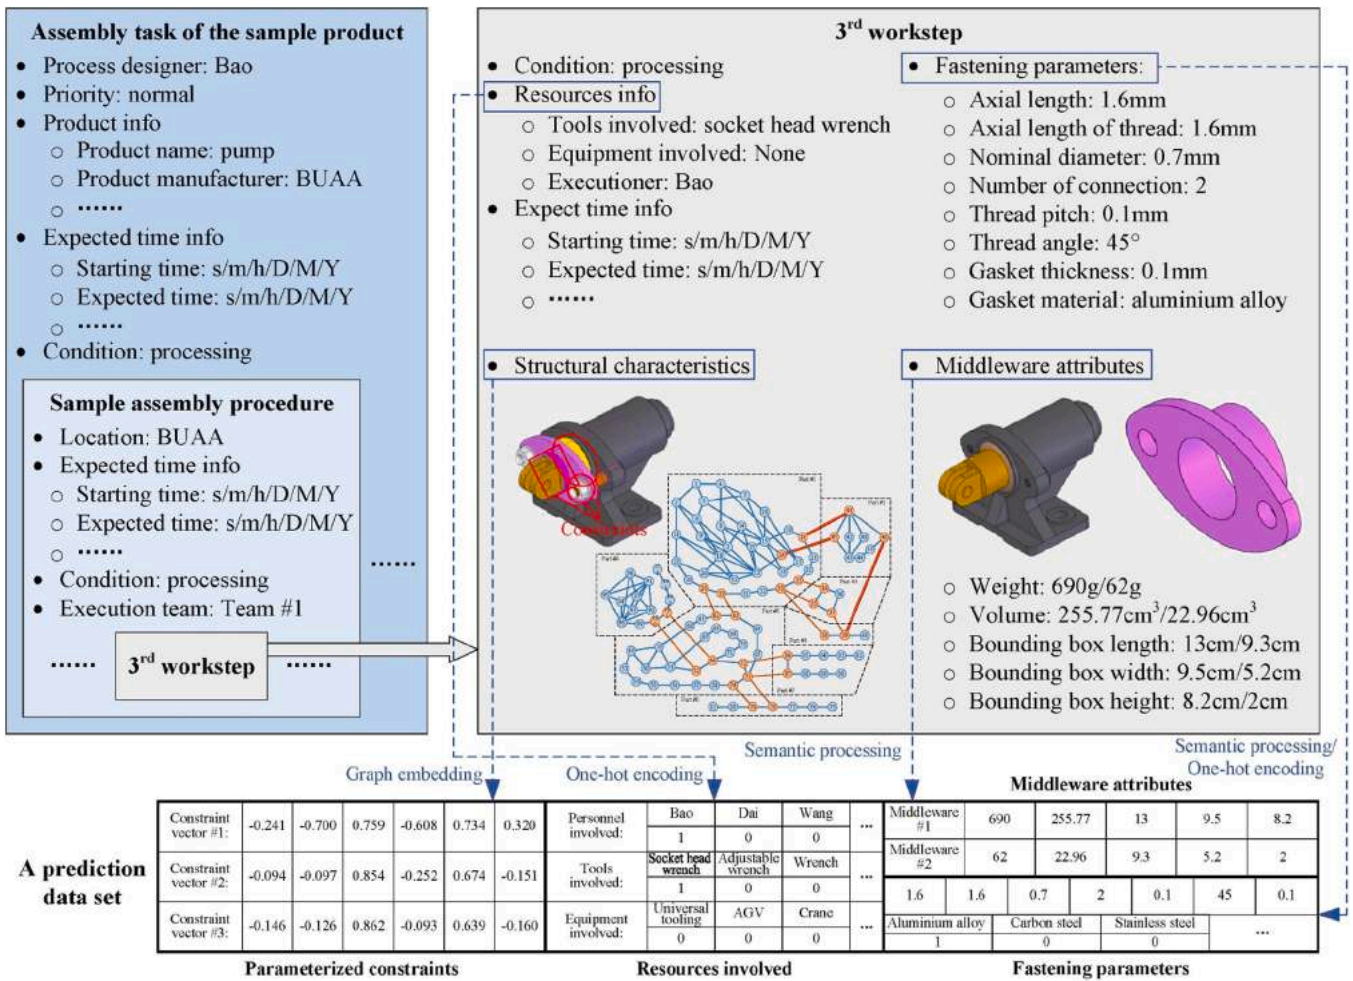 Assembly task of the sample product
• Process designer: Bao
• Priority: normal
• Product info
○ Product name: pump
○ Product manufacturer: BUAA
○ ······
• Expected time info
○ Starting time: s/m/h/D/M/Y
○ Expected time: s/m/h/D/M/Y
○ ······
• Condition: processing
Sample assembly procedure
• Location: BUAA
• Expected time info
○ Starting time: s/m/h/D/M/Y
○ Expected time: s/m/h/D/M/Y
○ ······
• Condition: processing
• Execution team: Team #1
······
······ 3rd workstep ······
3rd workstep
• Condition: processing
• Resources info
○ Tools involved: socket head wrench
○ Equipment involved: None
○ Executioner: Bao
• Expect time info
○ Starting time: s/m/h/D/M/Y
○ Expected time: s/m/h/D/M/Y
○ ······
• Fastening parameters:
○ Axial length: 1.6mm
○ Axial length of thread: 1.6mm
○ Nominal diameter: 0.7mm
○ Number of connection: 2
○ Thread pitch: 0.1mm
○ Thread angle: 45°
○ Gasket thickness: 0.1mm
○ Gasket material: aluminium alloy
• Structural characteristics
Constraints
• Middleware attributes
○ Weight: 690g/62g
○ Volume: 255.77cm³/22.96cm³
○ Bounding box length: 13cm/9.3cm
○ Bounding box width: 9.5cm/5.2cm
○ Bounding box height: 8.2cm/2cm
Graph embedding
One-hot encoding
Semantic processing
Semantic processing/
One-hot encoding
Middleware attributes
A prediction
data set
Constraint
vector #1:
-0.241 -0.700 0.759 -0.608 0.734 0.320
Constraint
vector #2:
-0.094 -0.097 0.854 -0.252 0.674 -0.151
Constraint
vector #3:
-0.146 -0.126 0.862 -0.093 0.639 -0.160
Parameterized constraints
Personnel
involved:
Bao Dai Wang ...
1 0 0
Tools
involved:
Socket head
wrench
Adjustable
wrench
Wrench ...
1 0 0
Equipment
involved:
Universal
tooling
AGV Crane ...
0 0 0
Resources involved
Middleware
#1
690 255.77 13 9.5 8.2
Middleware
#2
62 22.96 9.3 5.2 2
1.6 1.6 0.7 2 0.1 45 0.1
Aluminium alloy Carbon steel Stainless steel ...
1 0 0
Fastening parameters